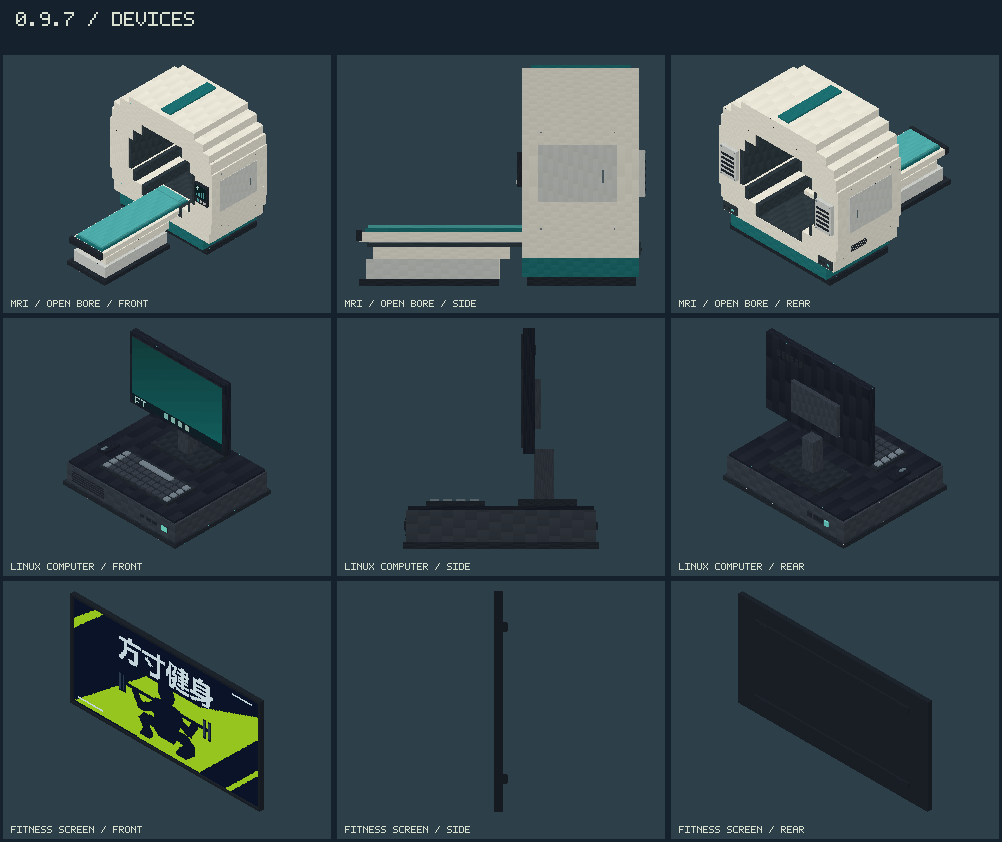 0.9.7 / DEVICES
MRI / OPEN BORE / FRONT
MRI / OPEN BORE / SIDE
MRI / OPEN BORE / REAR
FT
LINUX COMPUTER / FRONT
LINUX COMPUTER / SIDE
LINUX COMPUTER / REAR
方寸健身
FITNESS SCREEN / FRONT
FITNESS SCREEN / SIDE
FITNESS SCREEN / REAR